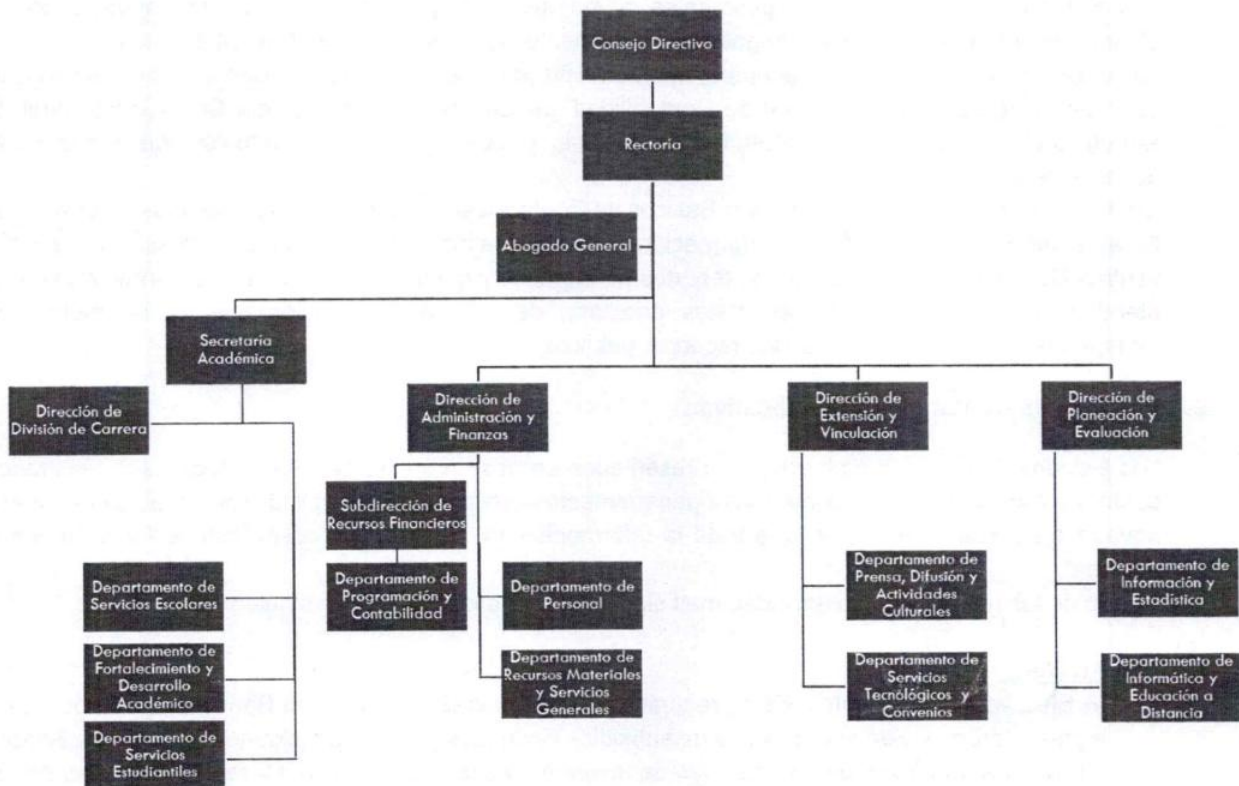 Consejo Directivo
Rectoria
Abogado General
Secretaria
Académica
Dirección de
División de Carrera
Dirección de
Administración y
Finanzas
Dirección de
Extensión y
Vinculación
Dirección de
Planeación y
Evaluación
Subdirección de
Recursos Financieros
Departamento de
Servicios Escolares
Departamento de
Programación y
Contabilidad
Departamento de
Personal
Departamento de
Prensa, Difusión y
Actividades
Culturales
Departamento de
Información y
Estadística
Departamento de
Fortalecimiento y
Desarrollo
Académico
Departamento de
Recursos Materiales
y Servicios
Generales
Departamento de
Servicios
Tecnológicos y
Convenios
Departamento de
Informática y
Educación a
Distancia
Departamento de
Servicios
Estudiantiles